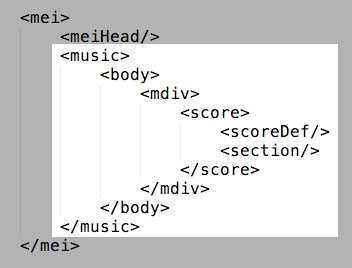 <mei>
    <meiHead/>
    <music>
        <body>
            <mdiv>
                <score>
                    <scoreDef/>
                    <section/>
                </score>
            </mdiv>
        </body>
    </music>
</mei>